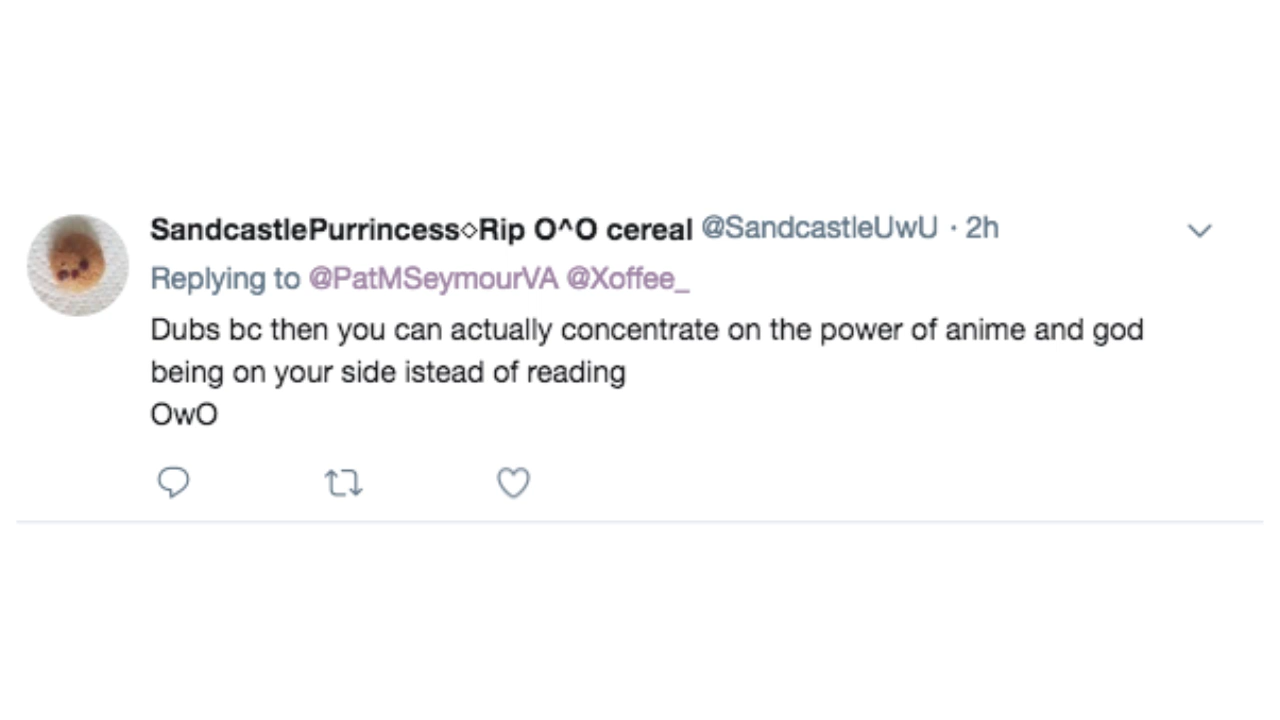 SandcastlePurrincess◇Rip O^O cereal @SandcastleUwU · 2h
Replying to @PatMSeymourVA @Xoffee_
Dubs bc then you can actually concentrate on the power of anime and god
being on your side istead of reading
OwO